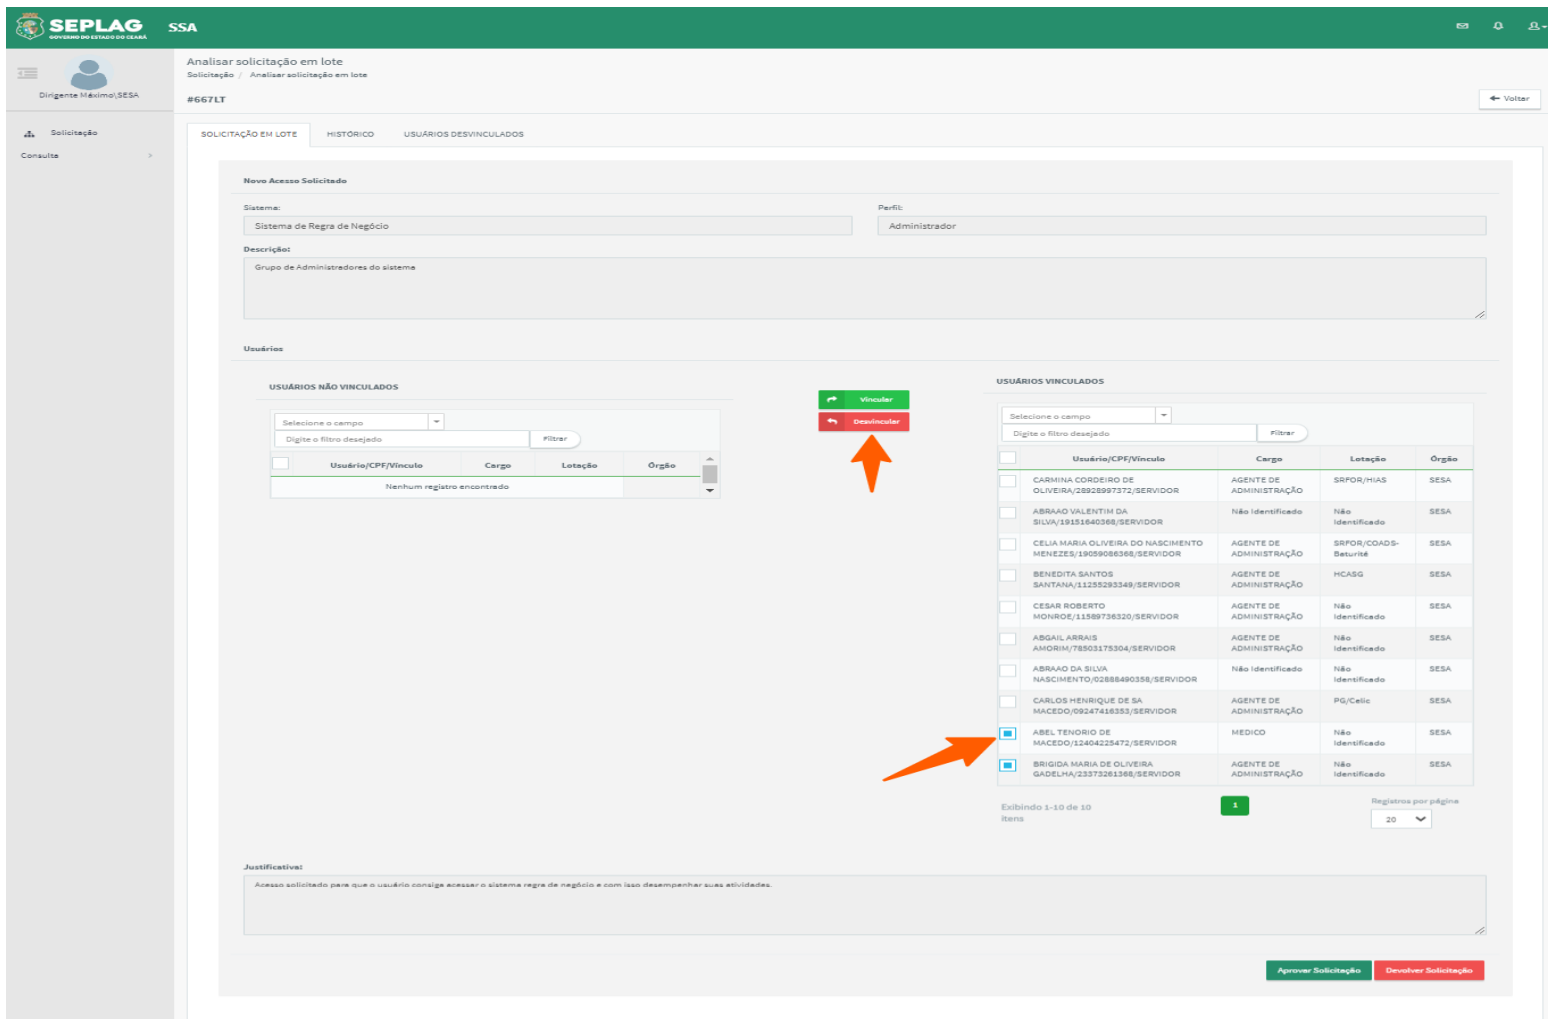 SEPLAG
GOVERNO DO ESTADO DO CEARÁ
SSA
Dirigente Máximo\SESA
Solicitação
Consulta >
Analisar solicitação em lote
Solicitação / Analisar solicitação em lote
#667LT
Voltar
SOLICITAÇÃO EM LOTE HISTÓRICO USUÁRIOS DESVINCULADOS
Novo Acesso Solicitado
Sistema: Perfil:
Sistema de Regra de Negócio Administrador
Descrição:
Grupo de Administradores do sistema
Usuários
USUÁRIOS NÃO VINCULADOS
Selecione o campo
Digite o filtro desejado Filtrar
Usuário/CPF/Vínculo Cargo Lotação Órgão
Nenhum registro encontrado
Vincular
Desvincular
USUÁRIOS VINCULADOS
Selecione o campo
Digite o filtro desejado Filtrar
Usuário/CPF/Vínculo Cargo Lotação Órgão
CARMINA CORDEIRO DE AGENTE DE SRFOR/HIAS SESA
OLIVEIRA/28928997372/SERVIDOR ADMINISTRAÇÃO
ABRAAO VALENTIM DA Não Identificado Não SESA
SILVA/19151640368/SERVIDOR Identificado
CELIA MARIA OLIVEIRA DO NASCIMENTO AGENTE DE SRFOR/COADS- SESA
MENEZES/19059086368/SERVIDOR ADMINISTRAÇÃO Baturité
BENEDITA SANTOS AGENTE DE HCASG SESA
SANTANA/11255293349/SERVIDOR ADMINISTRAÇÃO
CESAR ROBERTO AGENTE DE Não SESA
MONROE/11589736320/SERVIDOR ADMINISTRAÇÃO Identificado
ABGAIL ARRAIS AGENTE DE Não SESA
AMORIM/78503175304/SERVIDOR ADMINISTRAÇÃO Identificado
ABRAAO DA SILVA Não Identificado Não SESA
NASCIMENTO/02888490358/SERVIDOR Identificado
CARLOS HENRIQUE DE SA AGENTE DE PG/Celic SESA
MACEDO/09247416353/SERVIDOR ADMINISTRAÇÃO
ABEL TENORIO DE MEDICO Não SESA
MACEDO/12404225472/SERVIDOR Identificado
BRIGIDA MARIA DE OLIVEIRA AGENTE DE Não SESA
GADELHA/23373261368/SERVIDOR ADMINISTRAÇÃO Identificado
Exibindo 1-10 de 10 itens
1
Registros por página
20
Justificativa:
Acesso solicitado para que o usuário consiga acessar o sistema regra de negócio e com isso desempenhar suas atividades.
Aprovar Solicitação Devolver Solicitação